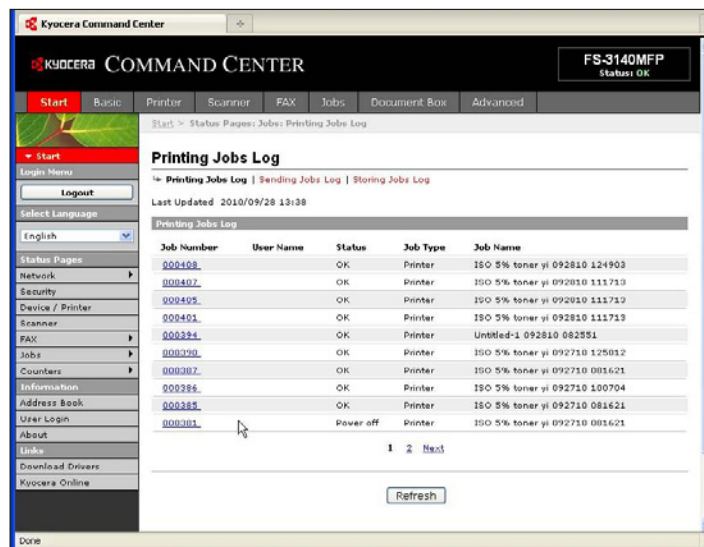 Kyocera Command Center
KYOCERA COMMAND CENTER
FS-3140MFP
Status: OK
Start Basic Printer Scanner FAX Jobs Document Box Advanced
Start > Status Pages: Jobs: Printing Jobs Log
Start
Login Menu
Logout
Select Language
English
Status Pages
Network
Security
Device / Printer
Scanner
FAX
Jobs
Counters
Information
Address Book
User Login
About
Links
Download Drivers
Kyocera Online
Printing Jobs Log
Printing Jobs Log | Sending Jobs Log | Storing Jobs Log
Last Updated 2010/09/28 13:38
Printing Jobs Log
Job Number User Name Status Job Type Job Name
000408 OK Printer ISO 5% toner yi 092810 124903
000407 OK Printer ISO 5% toner yi 092810 111713
000405 OK Printer ISO 5% toner yi 092810 111713
000401 OK Printer ISO 5% toner yi 092810 111713
000394 OK Printer Untitled-1 092810 082551
000390 OK Printer ISO 5% toner yi 092710 125012
000387 OK Printer ISO 5% toner yi 092710 081621
000386 OK Printer ISO 5% toner yi 092710 100704
000385 OK Printer ISO 5% toner yi 092710 081621
000381 Power off Printer ISO 5% toner yi 092710 081621
1 2 Next
Refresh
Done